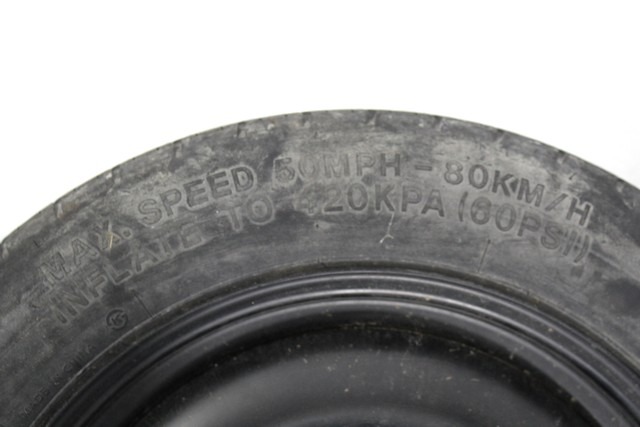 MAX. SPEED 50MPH - 80KM/H
INFLATE TO 420KPA (60PSI)